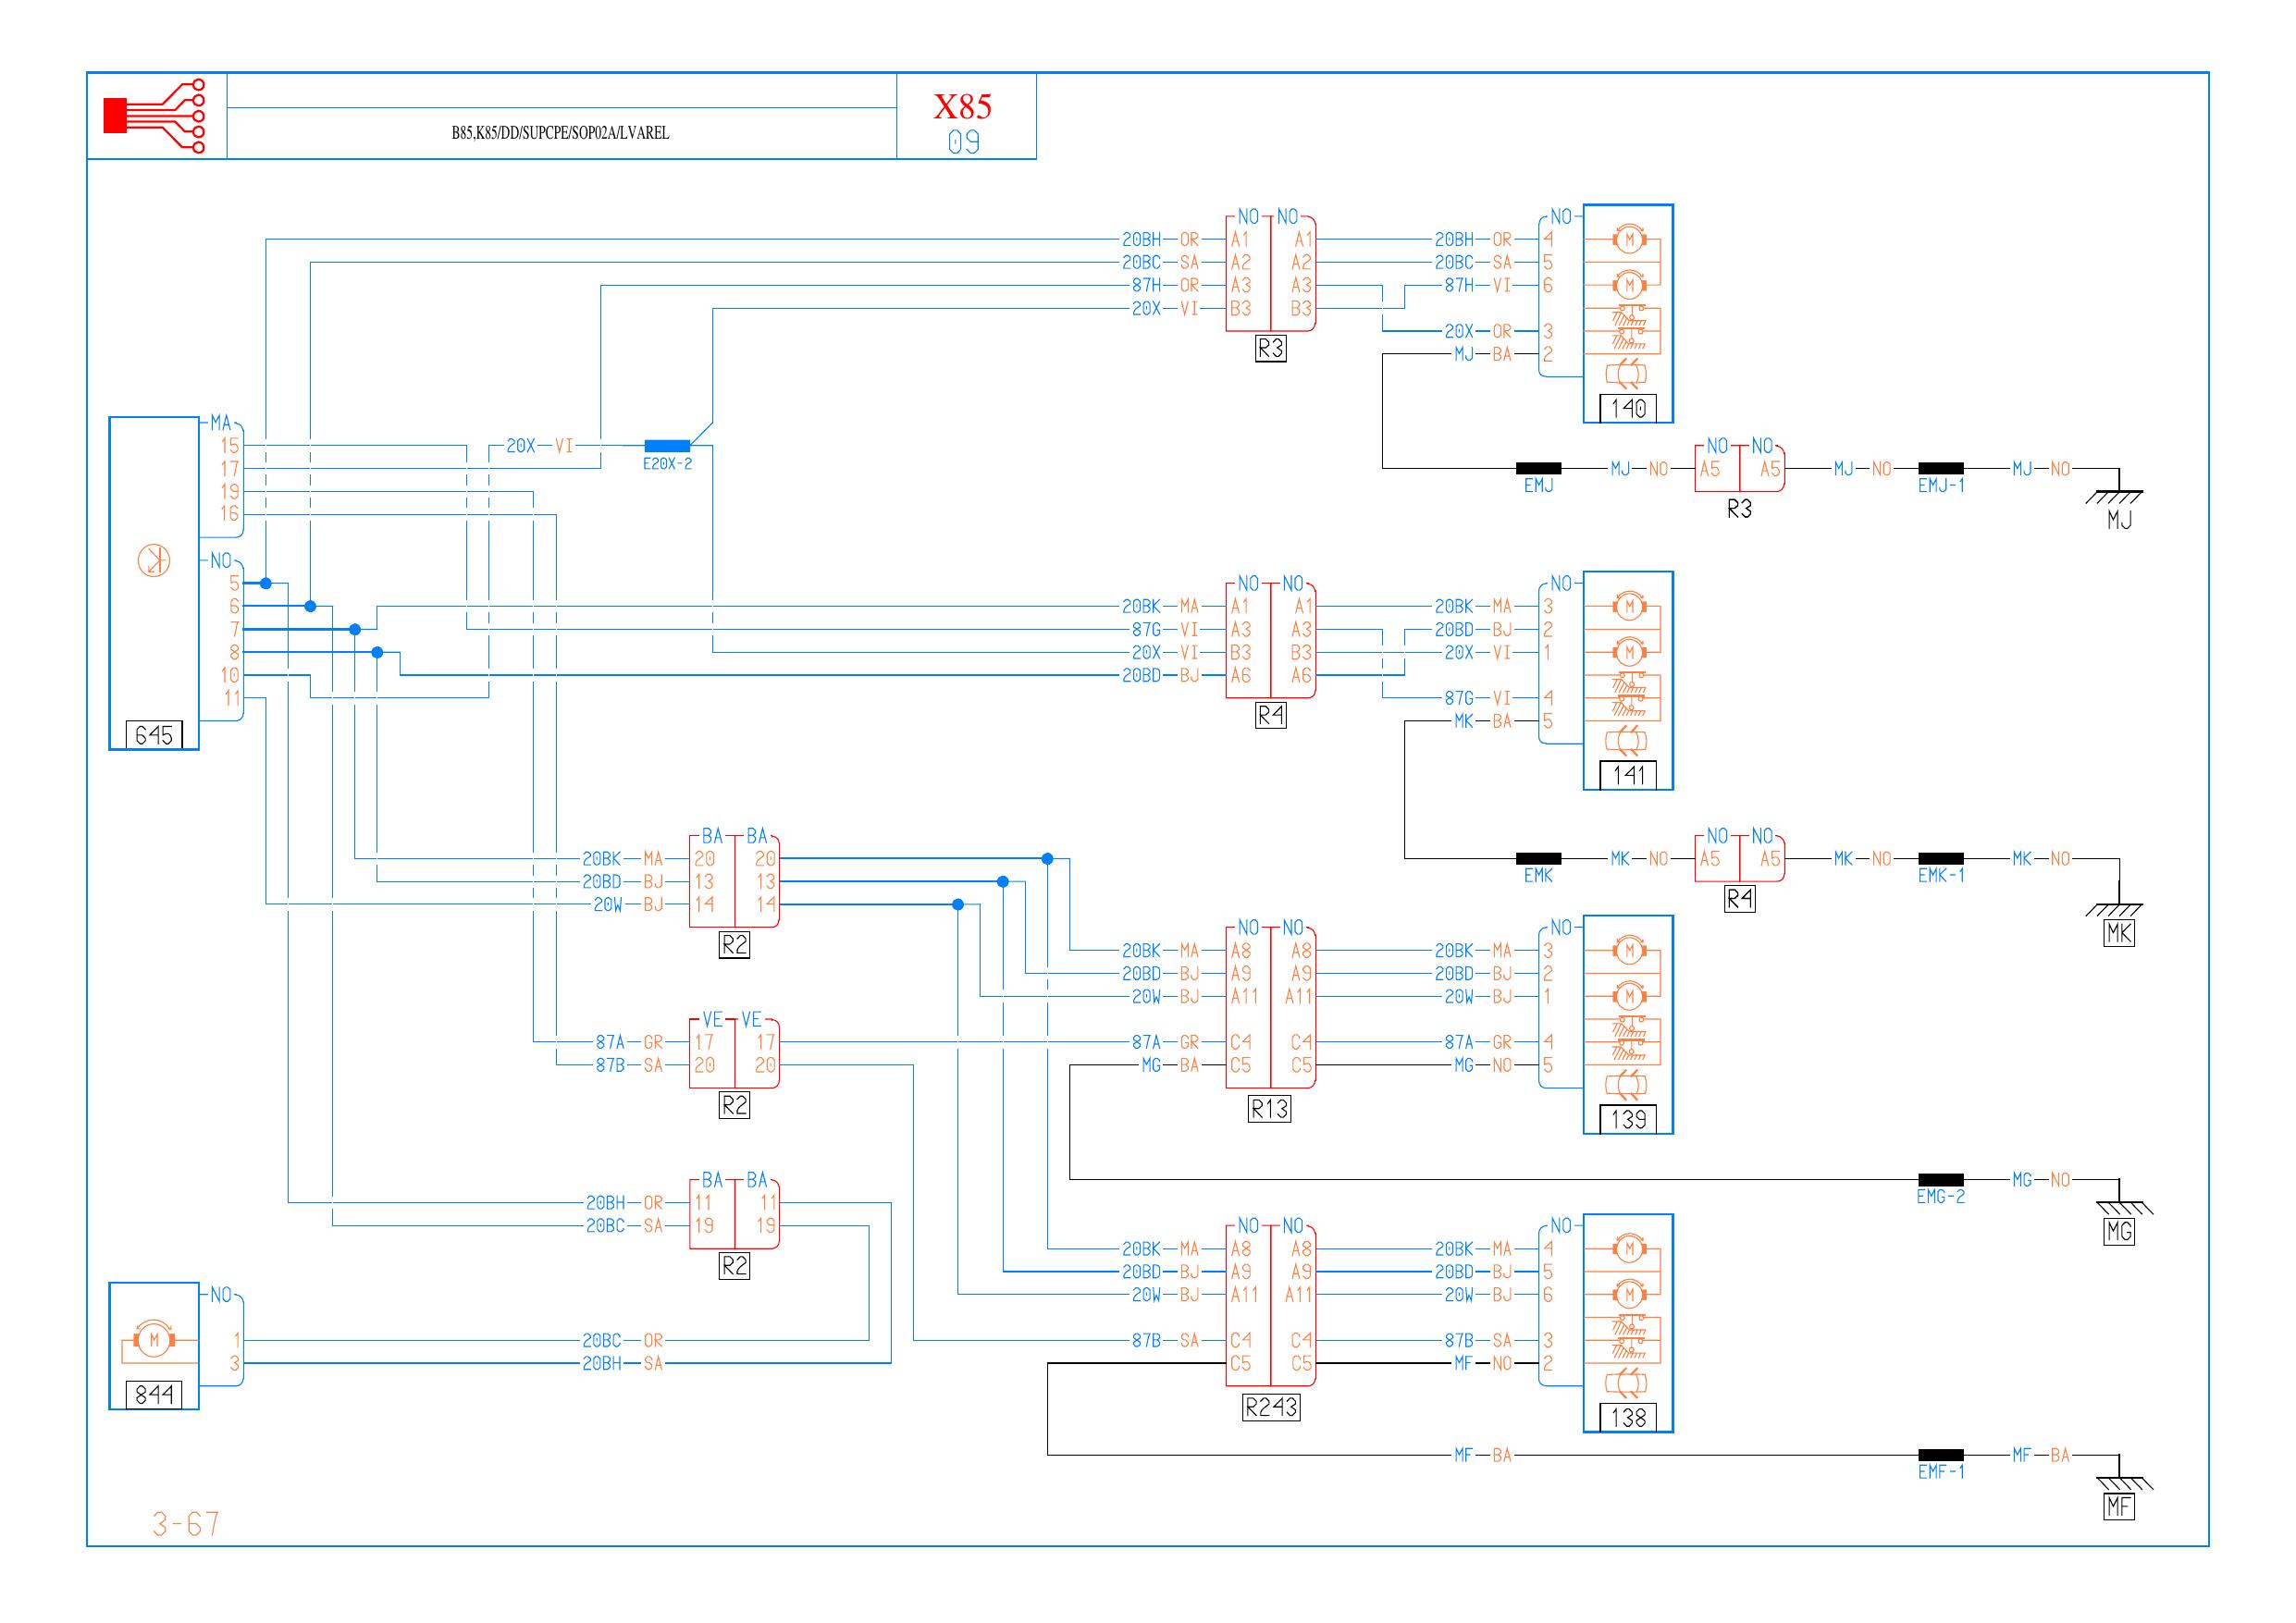 X85
B85,K85/DD/SUPCPE/SOP02A/LVAREL
09
NO NO NO
20BH OR A1 A1 20BH OR 4 M
20BC SA A2 A2 20BC SA 5
87H OR A3 A3 87H VI 6 M
20X VI B3 B3
20X OR 3
R3
MJ BA 2
140
MA
15 20X VI NO NO
E20X-2
17 MJ NO A5 A5 MJ NO MJ NO
EMJ EMJ-1
19
R3
16 MJ
NO NO NO NO
5
6 20BK MA A1 A1 20BK MA 3 M
7 87G VI A3 A3 20BD BJ 2
8 20X VI B3 B3 20X VI 1 M
10 20BD BJ A6 A6
11 87G VI 4
R4
MK BA 5
645
141
BA BA NO NO
20BK MA 20 20 MK NO A5 A5 MK NO MK NO
EMK EMK-1
20BD BJ 13 13
R4
20W BJ 14 14
NO NO NO MK
R2
20BK MA A8 A8 20BK MA 3 M
20BD BJ A9 A9 20BD BJ 2
20W BJ A11 A11 20W BJ 1 M
VE VE
87A GR 17 17 87A GR C4 C4 87A GR 4
87B SA 20 20 MG BA C5 C5 MG NO 5
R2 R13 139
BA BA MG NO
EMG-2
20BH OR 11 11
20BC SA 19 19 NO NO NO MG
R2
20BK MA A8 A8 20BK MA 4 M
20BD BJ A9 A9 20BD BJ 5
NO 20W BJ A11 A11 20W BJ 6 M
M 1 20BC OR 87B SA C4 C4 87B SA 3
3 20BH SA C5 C5 MF NO 2
844 R243 138
MF BA MF BA
EMF-1
MF
3-67